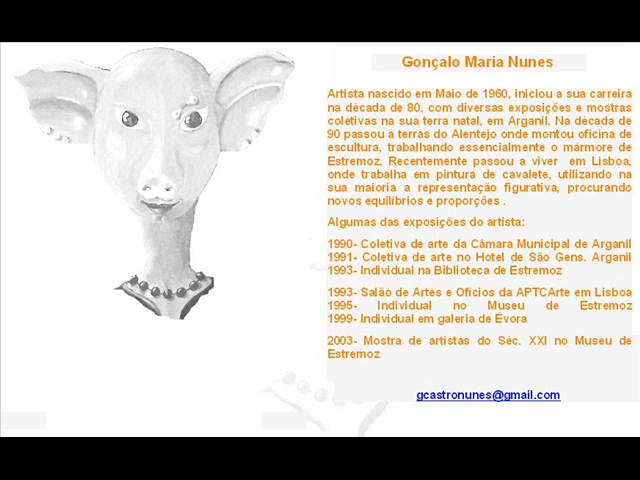 Gonçalo Maria Nunes
Artista nascido em Maio de 1960, iniciou a sua carreira
na década de 80, com diversas exposições e mostras
coletivas na sua terra natal, em Arganil. Na década de
90 passou a terras do Alentejo onde montou oficina de
escultura, trabalhando essencialmente o mármore de
Estremoz. Recentemente passou a viver em Lisboa,
onde trabalha em pintura de cavalete, utilizando na
sua maioria a representação figurativa, procurando
novos equilibrios e proporções .
Algumas das exposições do artista:
1990- Coletiva de arte da Câmara Municipal de Arganil
1991- Coletiva de arte no Hotel de São Gens. Arganil
1993- Individual na Biblioteca de Estremoz
1993- Salão de Artes e Oficios da APTCArte em Lisboa
1995- Individual no Museu de Estremoz
1999- Individual em galeria de Évora
2003- Mostra de artistas do Séc. XXI no Museu de
Estremoz
gcastronunes@gmail.com